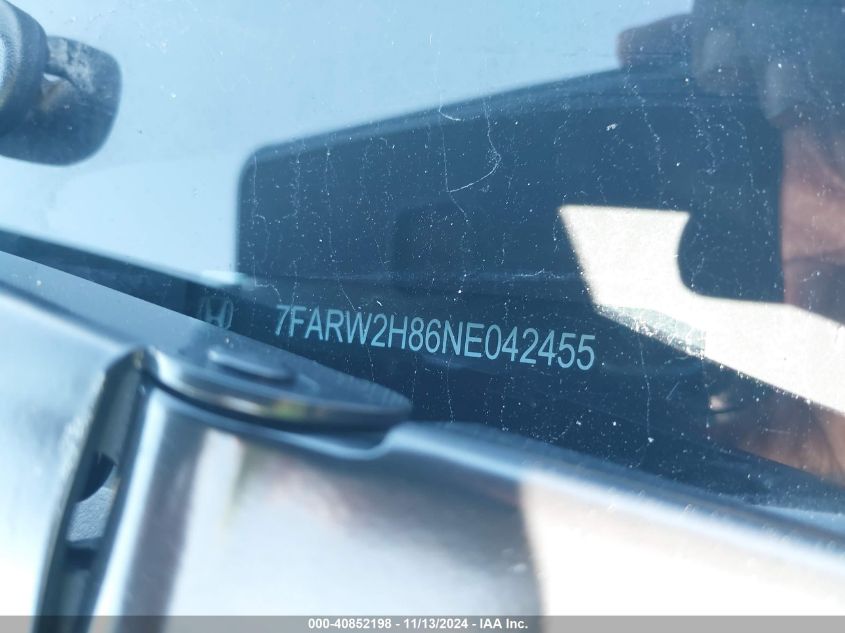 7FARW2H86NE042455
000-40852198 - 11/13/2024 - IAA Inc.